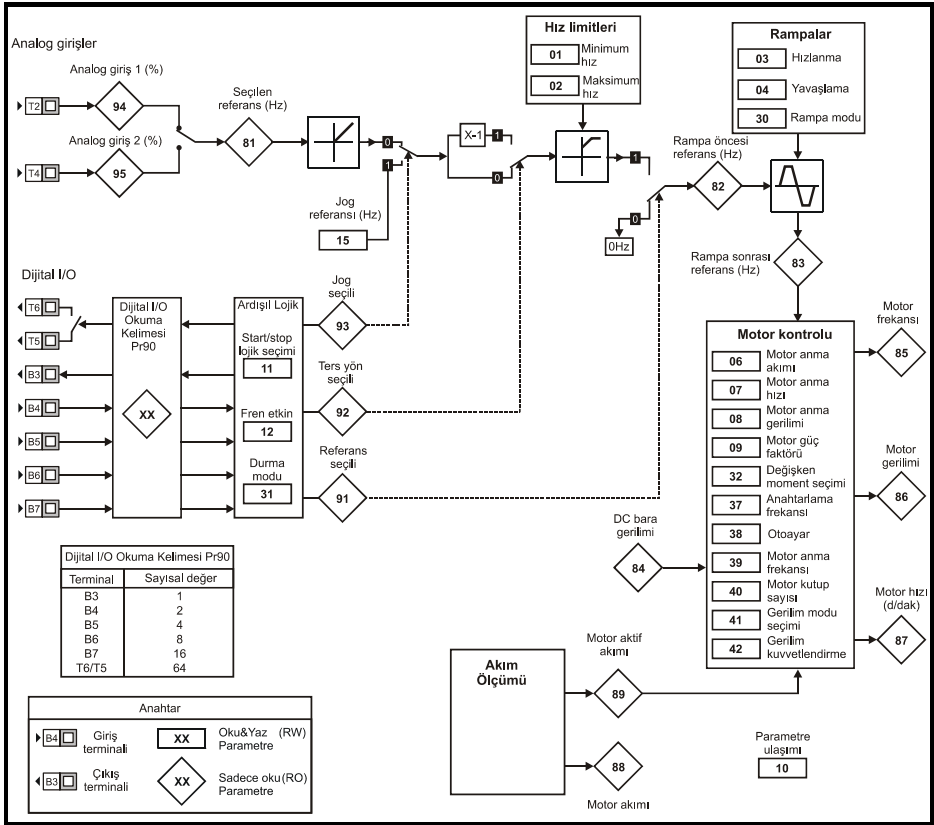 Analog girişler
Analog giriş 1 (%)
T2
94
Analog giriş 2 (%)
T4
95
Seçılen
referans (Hz)
81
0
1
Jog
referansı (Hz)
15
X-1
1
0
Hız limitleri
01
Minimum
hız
02
Maksimum
hız
1
0
0Hz
Rampa öncesi
referans (Hz)
82
Rampalar
03
Hızlanma
04
Yavaşlama
30
Rampa modu
Rampa sonrası
referans (Hz)
83
Dijital I/O
T6
T5
B3
B4
B5
B6
B7
Dijital I/O
Okuma
Kelimesi
Pr90
XX
Ardışıl Lojik
Start/stop
lojik seçimi
11
Fren etkin
12
Durma
modu
31
Jog
seçili
93
Ters yön
seçili
92
Referans
seçili
91
Motor kontrolu
06
Motor anma
akımı
07
Motor anma
hızı
08
Motor anma
gerilimi
09
Motor güç
faktörü
32
Değişken
moment seçimi
37
Anahtarlama
frekansı
38
Otoayar
39
Motor anma
frekansı
40
Motor kutup
sayısı
41
Gerilim modu
seçimi
42
Gerilim
kuvvetlendirme
Motor
frekansı
85
Motor
gerilimi
86
Motor hızı
(d/dak)
87
DC bara
gerilimi
84
Dijital I/O Okuma Kelimesi Pr90
Terminal Sayısal değer
B3 1
B4 2
B5 4
B6 8
B7 16
T6/T5 64
Akım
Ölçümü
Motor aktif
akımı
89
88
Motor akımı
Parametre
ulaşımı
10
Anahtar
B4
Giriş
terminali
XX
Oku&Yaz (RW)
Parametre
B3
Çıkış
terminali
XX
Sadece oku(RO)
Parametre